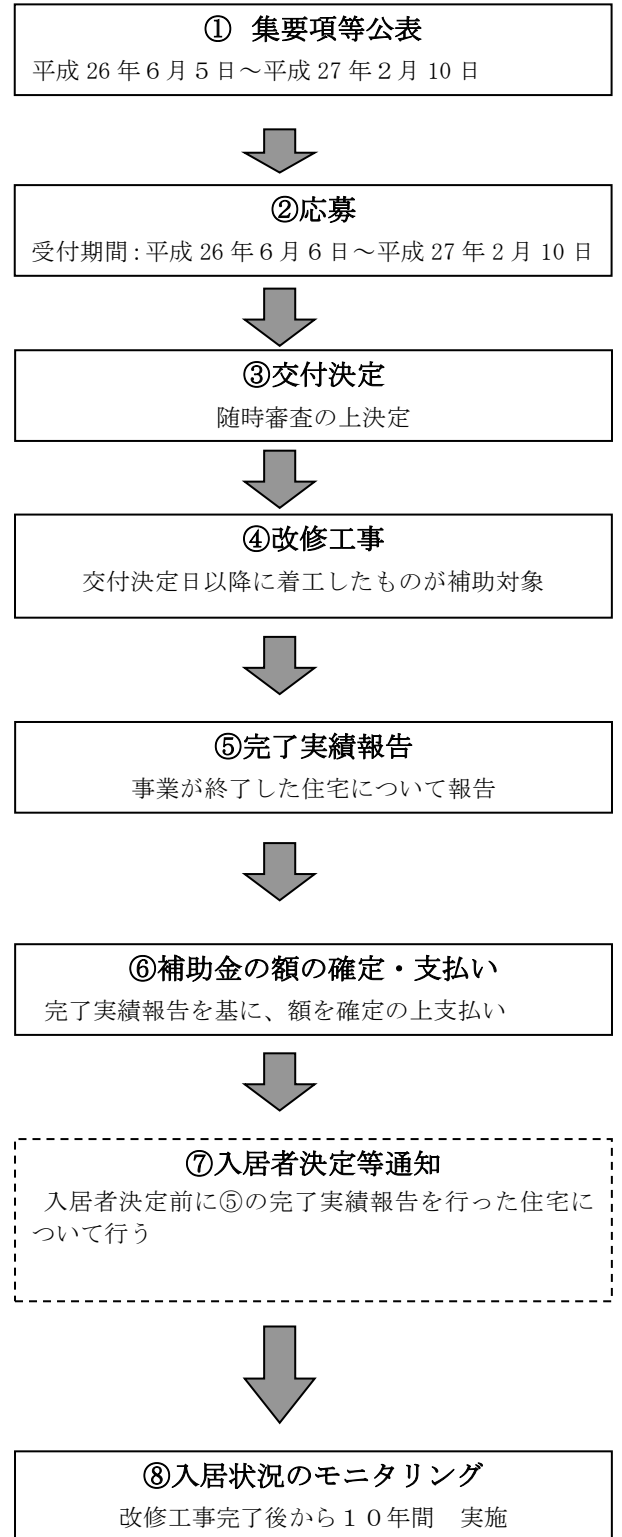 ① 集要項等公表
平成 26 年６月５日～平成 27 年２月 10 日
②応募
受付期間：平成 26 年６月６日～平成 27 年 2 月 10 日
③交付決定
随時審査の上決定
④改修工事
交付決定日以降に着工したものが補助対象
⑤完了実績報告
事業が終了した住宅について報告
⑥補助金の額の確定・支払い
完了実績報告を基に、額を確定の上支払い
⑦入居者決定等通知
入居者決定前に⑤の完了実績報告を行った住宅に
ついて行う
⑧入居状況のモニタリング
改修工事完了後から１０年間　実施